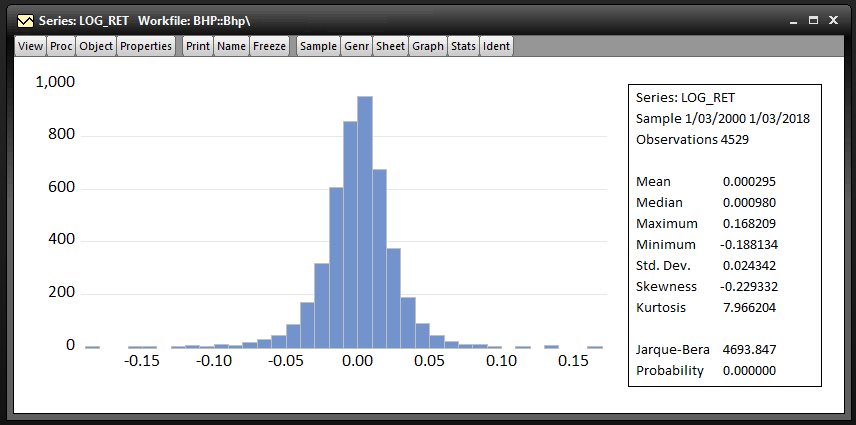 Series: LOG_RET Workfile: BHP::Bhp\
View Proc Object Properties Print Name Freeze Sample Genr Sheet Graph Stats Ident
1,000
800
600
400
200
0
-0.15 -0.10 -0.05 0.00 0.05 0.10 0.15
Series: LOG_RET
Sample 1/03/2000 1/03/2018
Observations 4529
Mean 0.000295
Median 0.000980
Maximum 0.168209
Minimum -0.188134
Std. Dev. 0.024342
Skewness -0.229332
Kurtosis 7.966204
Jarque-Bera 4693.847
Probability 0.000000